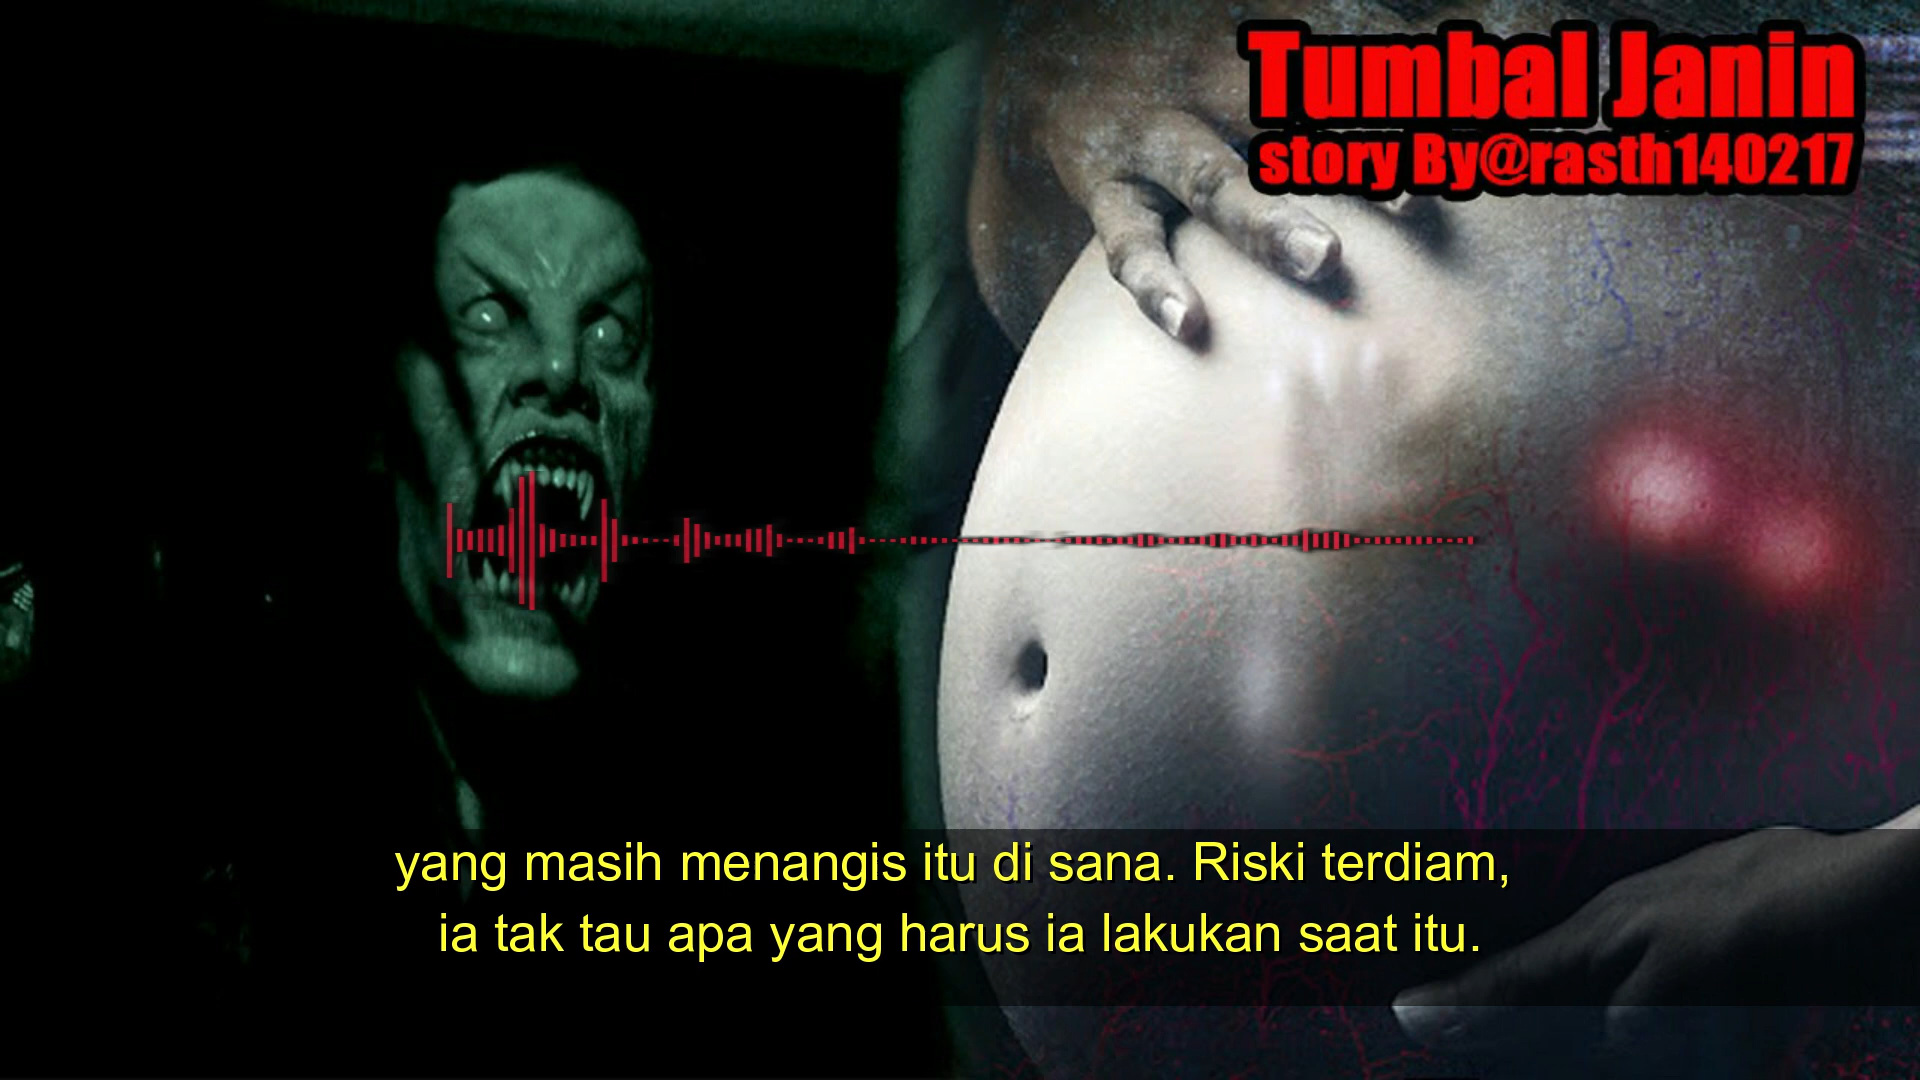 Tumbal Janin
story By@rasth140217
yang masih menangis itu di sana. Riski terdiam,
ia tak tau apa yang harus ia lakukan saat itu.